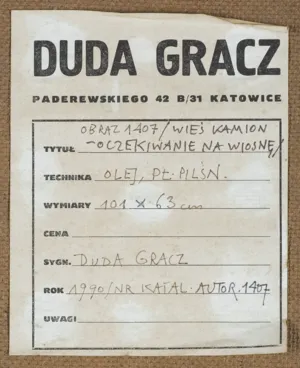 DUDA GRACZ
PADEREWSKIEGO 42 B/31 KATOWICE
OBRAZ 1407/WIEŚ KAMION
TYTUŁ -OCZEKIWANIE NA WIOSNĘ/
TECHNIKA OLEJ, PŁ. PILŚN.
WYMIARY 101 x 63 cm
CENA
SYGN. DUDA GRACZ
ROK 1990/NR KATAL. AUTOR. 1407
UWAGI